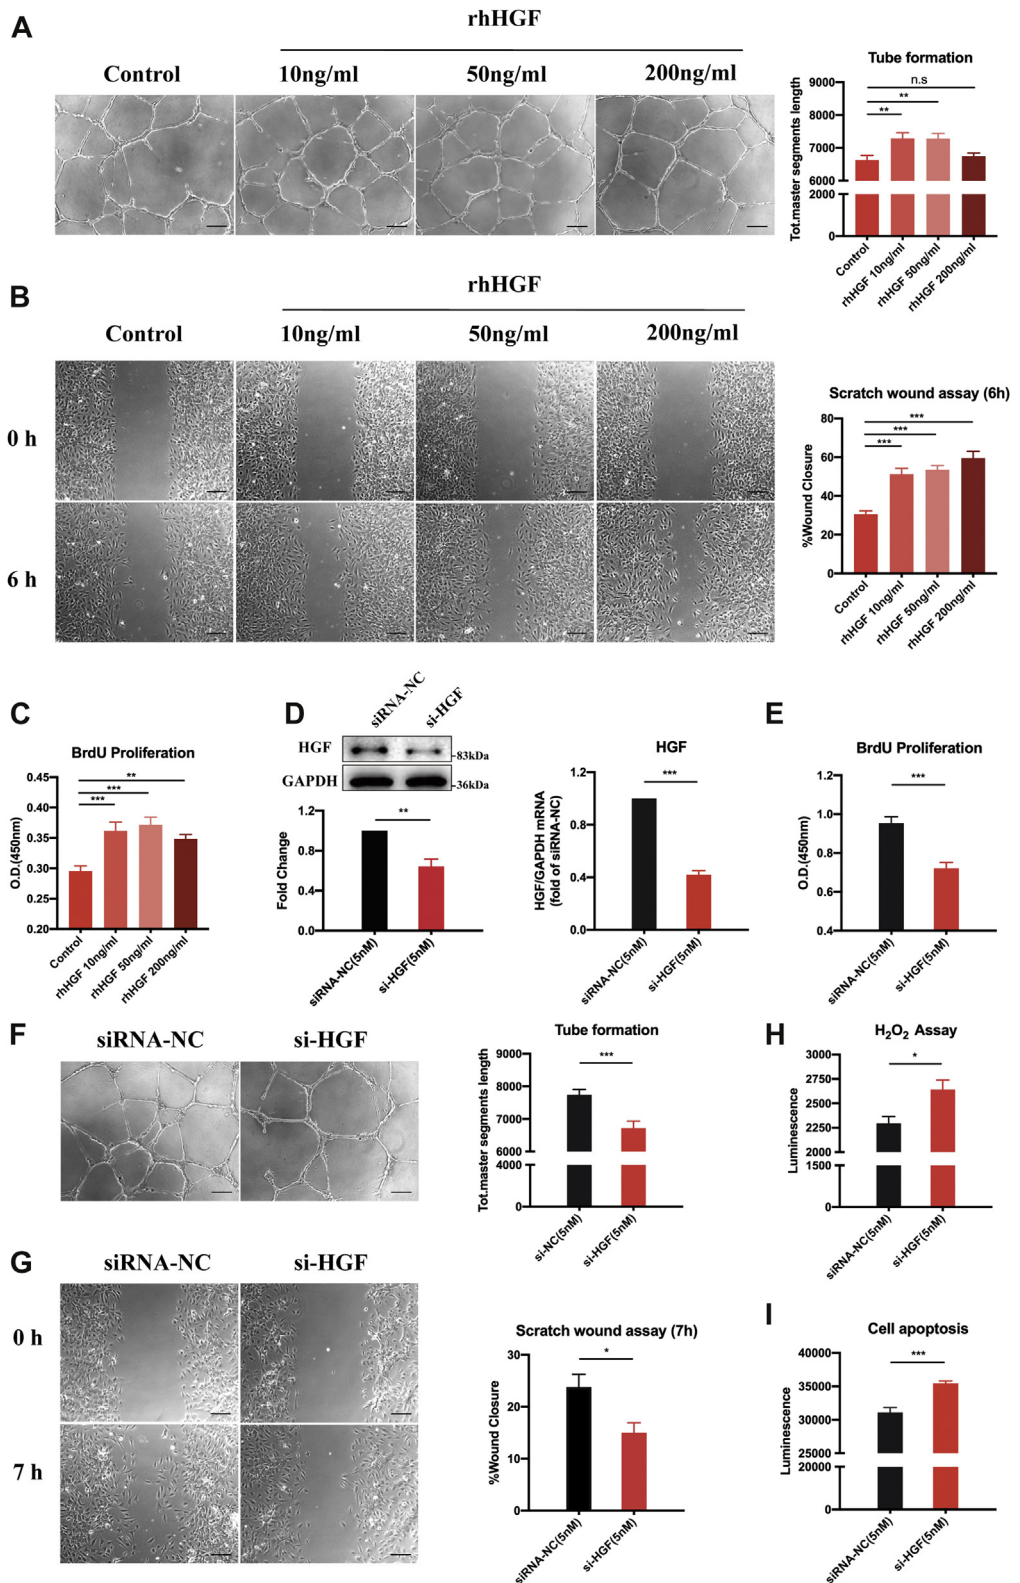 A
rhHGF
Control
10ng/ml
50ng/ml
200ng/ml
Tube formation
Tot.master segments length
9000
8000
7000
6000
2000
0
n.s
**
**
Control
rhHGF 10ng/ml
rhHGF 50ng/ml
rhHGF 200ng/ml
B
rhHGF
Control
10ng/ml
50ng/ml
200ng/ml
0 h
6 h
Scratch wound assay (6h)
%Wound Closure
80
60
40
20
0
***
***
***
Control
rhHGF 10ng/ml
rhHGF 50ng/ml
rhHGF 200ng/ml
C
BrdU Proliferation
O.D.(450nm)
0.45
0.40
0.35
0.30
0.25
0.20
**
***
***
Control
rhHGF 10ng/ml
rhHGF 50ng/ml
rhHGF 200ng/ml
D
siRNA-NC
si-HGF
HGF
-83kDa
GAPDH
-36kDa
Fold Change
1.2
0.8
0.4
0.0
**
siRNA-NC(5nM)
si-HGF(5nM)
HGF
HGF/GAPDH mRNA
(fold of siRNA-NC)
1.2
0.8
0.4
0.0
***
siRNA-NC(5nM)
si-HGF(5nM)
E
BrdU Proliferation
O.D.(450nm)
1.2
1.0
0.8
0.6
0.4
***
siRNA-NC(5nM)
si-HGF(5nM)
F
siRNA-NC
si-HGF
Tube formation
Tot.master segments length
9000
8000
7000
6000
4000
0
***
si-NC(5nM)
si-HGF(5nM)
H
H₂O₂ Assay
Luminescence
3000
2750
2500
2250
2000
1500
0
*
siRNA-NC(5nM)
si-HGF(5nM)
G
siRNA-NC
si-HGF
0 h
7 h
Scratch wound assay (7h)
%Wound Closure
30
20
10
0
*
siRNA-NC(5nM)
si-HGF(5nM)
I
Cell apoptosis
Luminescence
40000
35000
30000
25000
20000
0
***
siRNA-NC(5nM)
si-HGF(5nM)